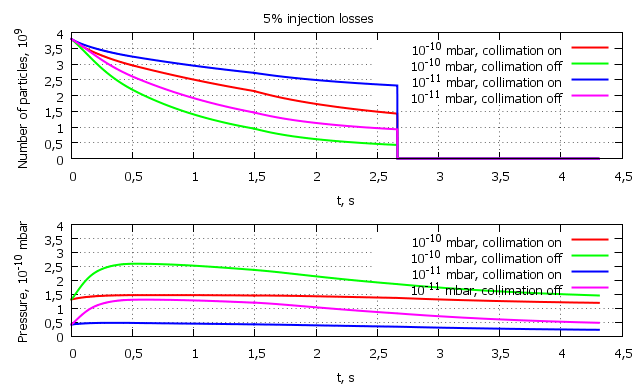 5% injection losses
Number of particles, 10⁹
4
3,5
3
2,5
2
1,5
1
0,5
0
10⁻¹⁰ mbar, collimation on
10⁻¹⁰ mbar, collimation off
10⁻¹¹ mbar, collimation on
10⁻¹¹ mbar, collimation off
0 0,5 1 1,5 2 2,5 3 3,5 4 4,5
t, s
Pressure, 10⁻¹⁰ mbar
4
3,5
3
2,5
2
1,5
1
0,5
0
10⁻¹⁰ mbar, collimation on
10⁻¹⁰ mbar, collimation off
10⁻¹¹ mbar, collimation on
10⁻¹¹ mbar, collimation off
0 0,5 1 1,5 2 2,5 3 3,5 4 4,5
t, s